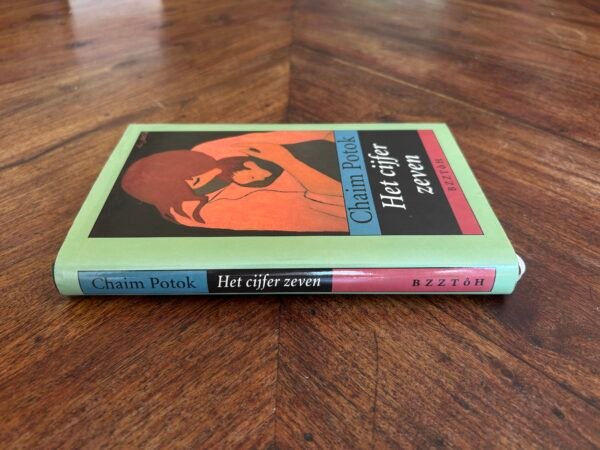 Chaim Potok
Het cijfer
zeven
BZZTôH
Chaim Potok
Het cijfer zeven
BZZTôH